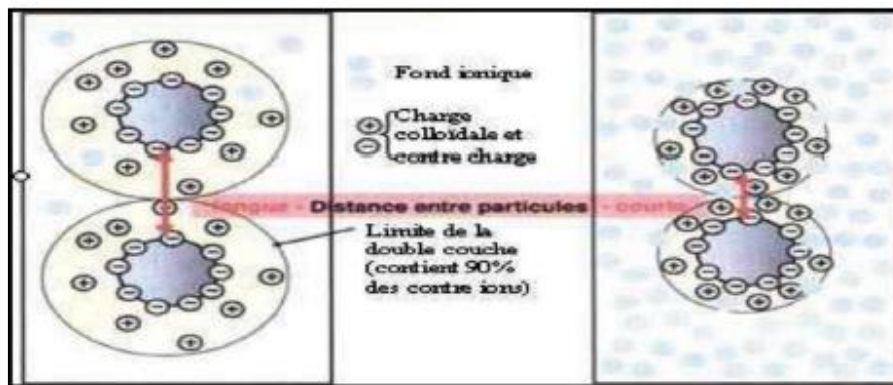 Fond ionique
⊕ Charge
colloïdale et
⊖ contre charge
longue - Distance entre particules - courte
Limite de la
double couche
(contient 90%
des contre ions)